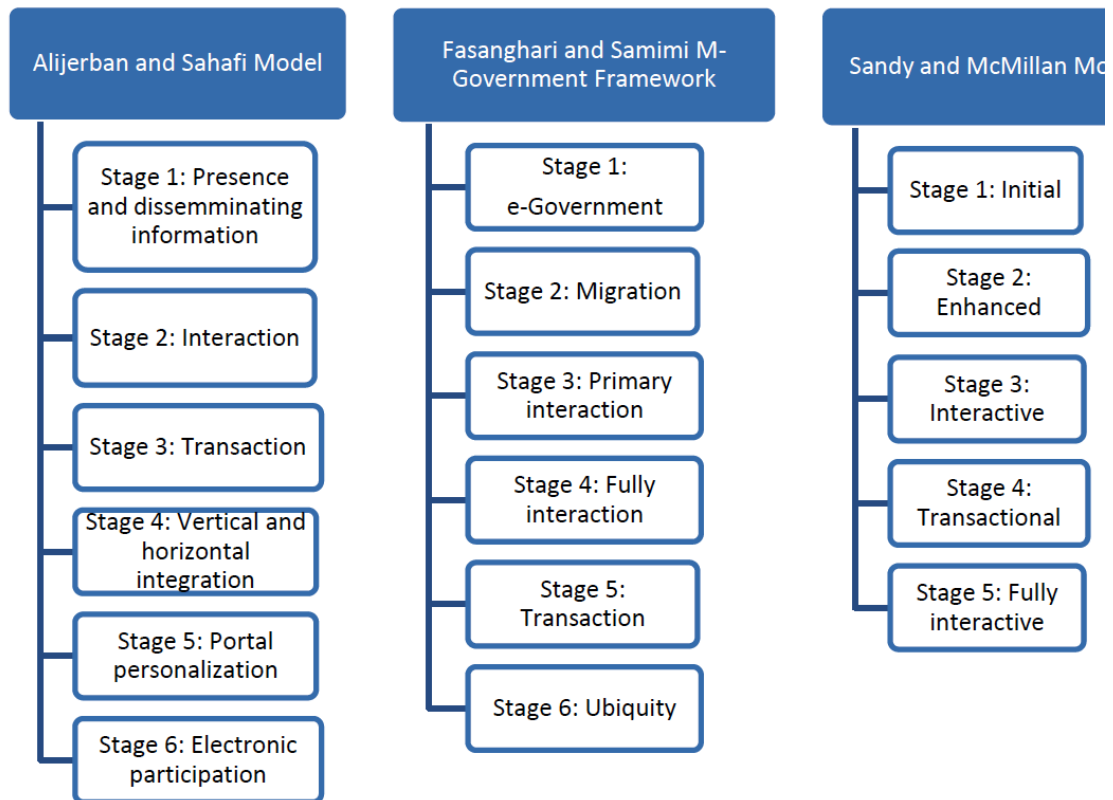 Alijerban and Sahafi Model
Stage 1: Presence
and dissemminating
information
Stage 2: Interaction
Stage 3: Transaction
Stage 4: Vertical and
horizontal
integration
Stage 5: Portal
personalization
Stage 6: Electronic
participation
Fasanghari and Samimi M-
Government Framework
Stage 1:
e-Government
Stage 2: Migration
Stage 3: Primary
interaction
Stage 4: Fully
interaction
Stage 5:
Transaction
Stage 6: Ubiquity
Sandy and McMillan
Stage 1: Initial
Stage 2:
Enhanced
Stage 3:
Interactive
Stage 4:
Transactional
Stage 5: Fully
interactive